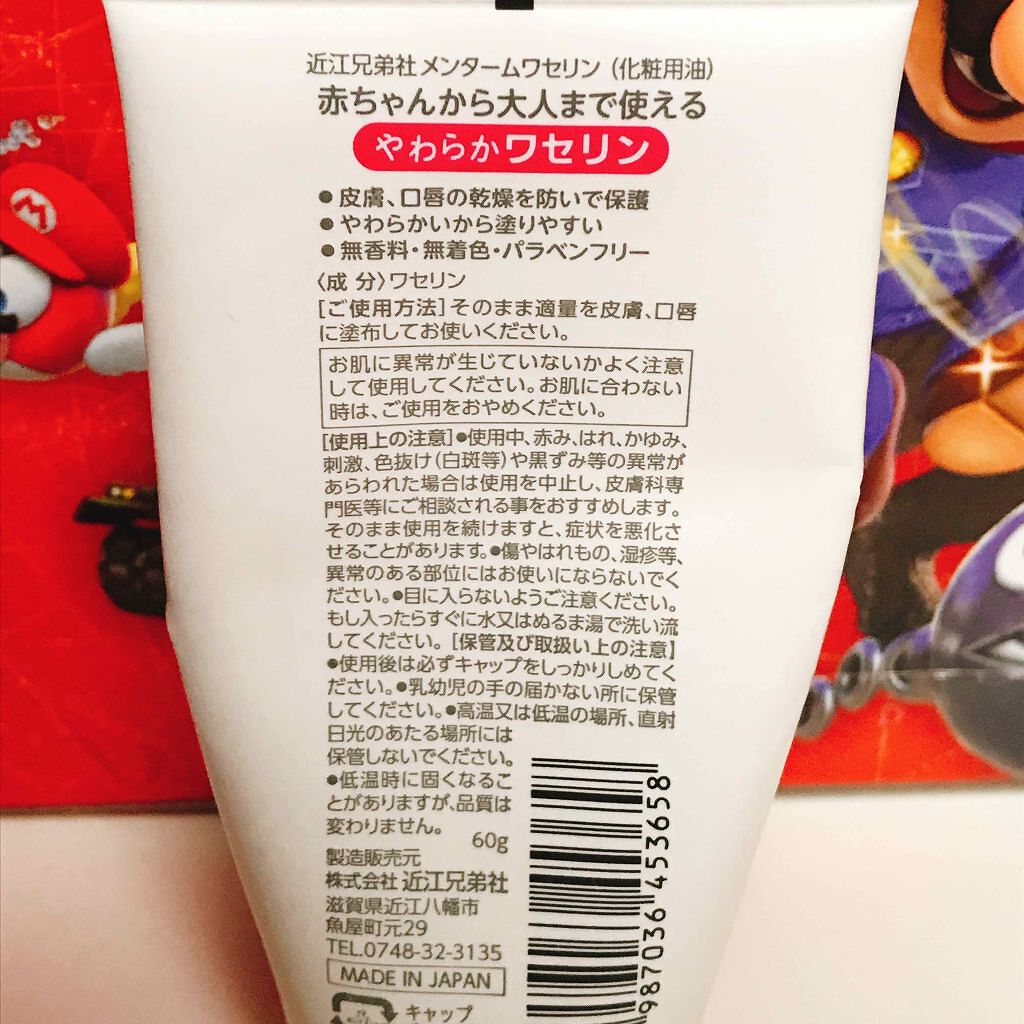 近江兄弟社 メンタームワセリン (化粧用油)
赤ちゃんから大人まで使える
やわらかワセリン
●皮膚、口唇の乾燥を防いで保護
●やわらかいから塗りやすい
●無香料・無着色・パラベンフリー
〈成 分〉ワセリン
[ご使用方法]そのまま適量を皮膚、口唇
に塗布してお使いください。
お肌に異常が生じていないかよく注意
して使用してください。お肌に合わない
時は、ご使用をおやめください。
[使用上の注意]●使用中、赤み、はれ、かゆみ、
刺激、色抜け(白斑等)や黒ずみ等の異常が
あらわれた場合は使用を中止し、皮膚科専
門医等にご相談される事をおすすめします。
そのまま使用を続けますと、症状を悪化さ
せることがあります。●傷やはれもの、湿疹等、
異常のある部位にはお使いにならないでく
ださい。●目に入らないようご注意ください。
もし入ったらすぐに水又はぬるま湯で洗い流
してください。[保管及び取扱い上の注意]
●使用後は必ずキャップをしっかりしめてく
ださい。●乳幼児の手の届かない所に保管
してください。●高温又は低温の場所、直射
日光のあたる場所には
保管しないでください。
●低温時に固くなるこ
とがありますが、品質は
変わりません。
60g
製造販売元
株式会社 近江兄弟社
滋賀県近江八幡市
魚屋町元29
TEL.0748-32-3135
MADE IN JAPAN
キャップ
987036 453658
M